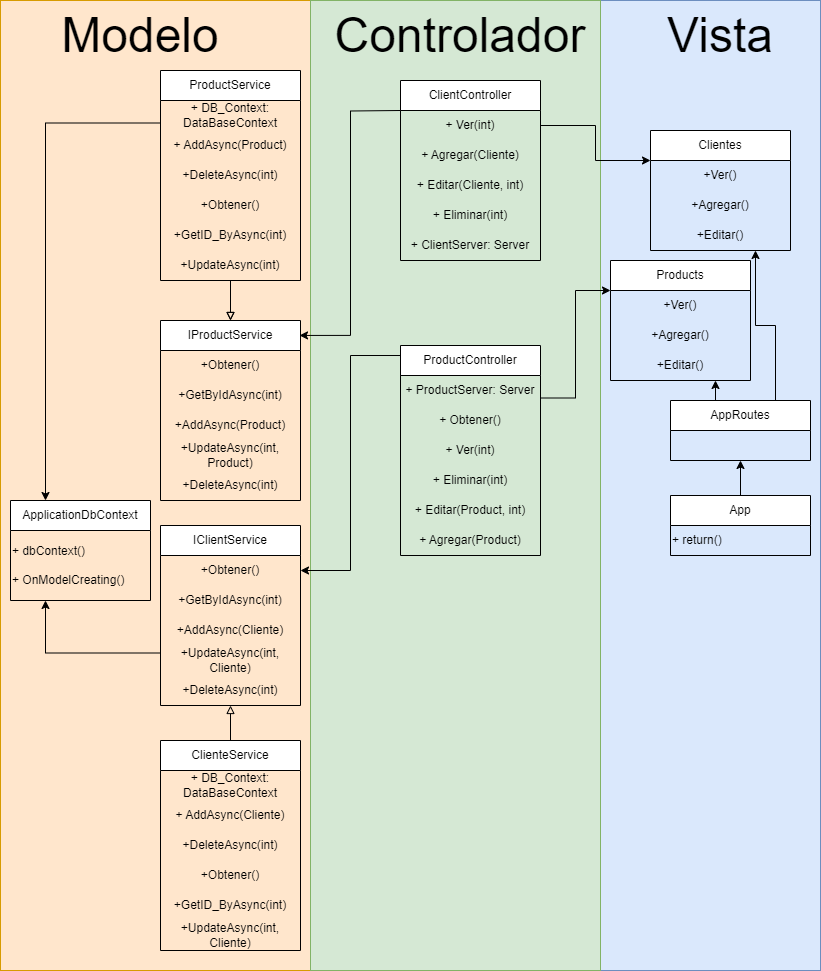 Modelo
ProductService
+ DB_Context:
DataBaseContext
+ AddAsync(Product)
+DeleteAsync(int)
+Obtener()
+GetID_ByAsync(int)
+UpdateAsync(int)
IProductService
+Obtener()
+GetByIdAsync(int)
+AddAsync(Product)
+UpdateAsync(int,
Product)
+DeleteAsync(int)
ApplicationDbContext
+ dbContext()
+ OnModelCreating()
IClientService
+Obtener()
+GetByIdAsync(int)
+AddAsync(Cliente)
+UpdateAsync(int,
Cliente)
+DeleteAsync(int)
ClienteService
+ DB_Context:
DataBaseContext
+ AddAsync(Cliente)
+DeleteAsync(int)
+Obtener()
+GetID_ByAsync(int)
+UpdateAsync(int,
Cliente)
Controlador
ClientController
+ Ver(int)
+ Agregar(Cliente)
+ Editar(Cliente, int)
+ Eliminar(int)
+ ClientServer: Server
ProductController
+ ProductServer: Server
+ Obtener()
+ Ver(int)
+ Eliminar(int)
+ Editar(Product, int)
+ Agregar(Product)
Vista
Clientes
+Ver()
+Agregar()
+Editar()
Products
+Ver()
+Agregar()
+Editar()
AppRoutes
App
+ return()